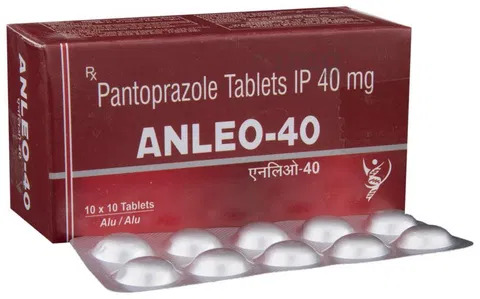 Rx
Pantoprazole Tablets IP 40 mg
ANLEO-40
एनलिओ-40
10 x 10 Tablets
Alu / Alu
ANLEO-40